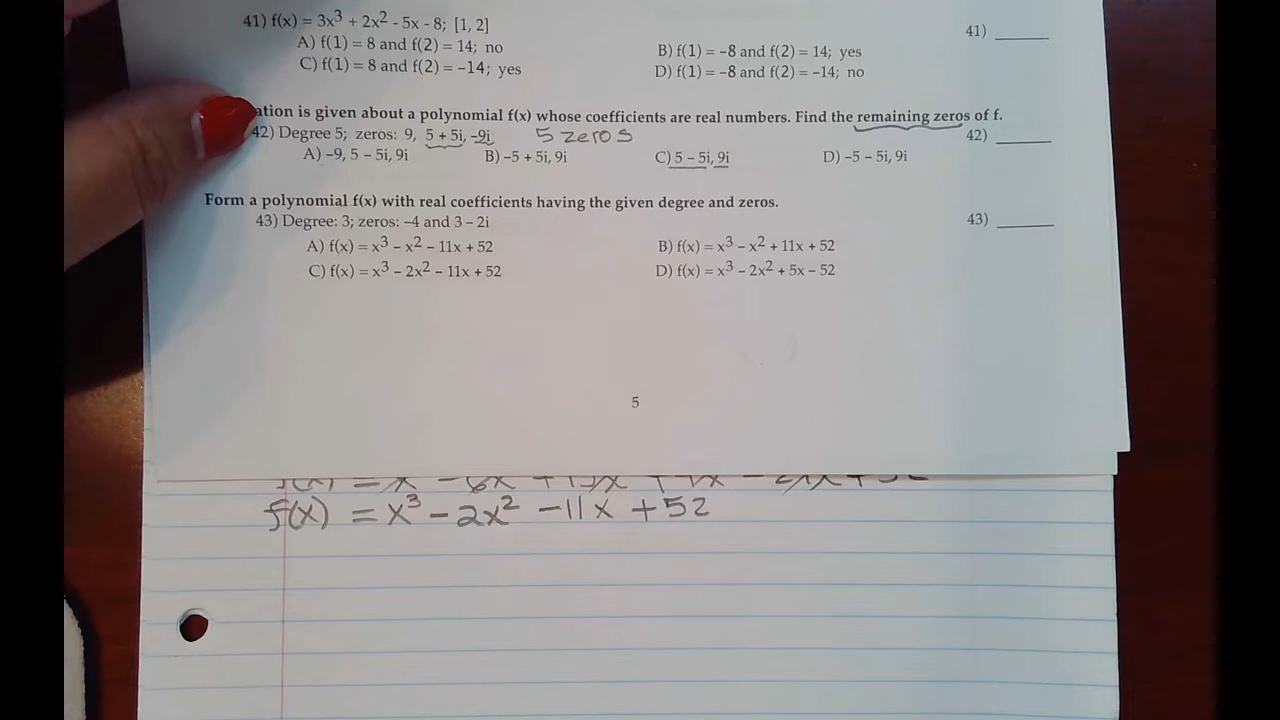 41) f(x) = 3x³ + 2x² - 5x - 8; [1, 2]
41) ______
A) f(1) = 8 and f(2) = 14; no
B) f(1) = -8 and f(2) = 14; yes
C) f(1) = 8 and f(2) = -14; yes
D) f(1) = -8 and f(2) = -14; no
ation is given about a polynomial f(x) whose coefficients are real numbers. Find the remaining zeros of f.
42) Degree 5; zeros: 9, 5 + 5i, -9i 5 zeros
42) ______
A) -9, 5 - 5i, 9i
B) -5 + 5i, 9i
C) 5 - 5i, 9i
D) -5 - 5i, 9i
Form a polynomial f(x) with real coefficients having the given degree and zeros.
43) Degree: 3; zeros: -4 and 3 - 2i
43) ______
A) f(x) = x³ - x² - 11x + 52
B) f(x) = x³ - x² + 11x + 52
C) f(x) = x³ - 2x² - 11x + 52
D) f(x) = x³ - 2x² + 5x - 52
5
f(x) = x³ - 2x² - 11x + 52